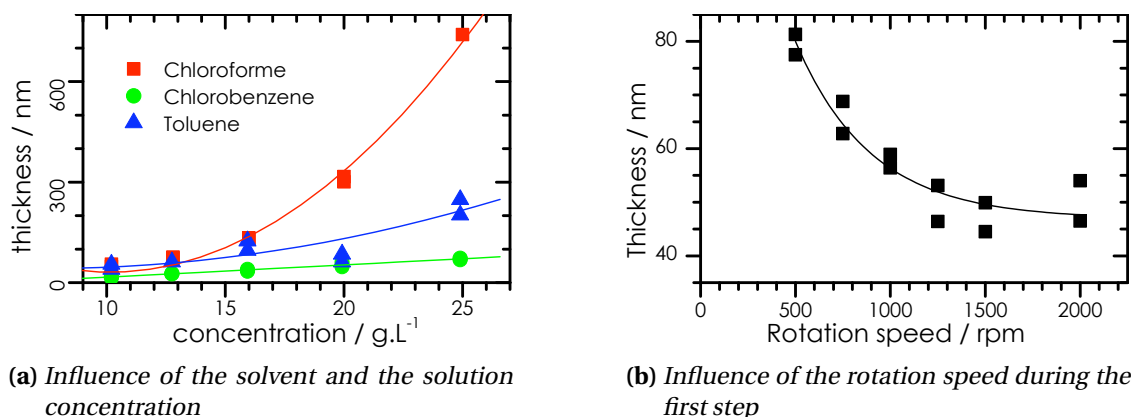 thickness / nm
600
300
0
Chloroforme
Chlorobenzene
Toluene
10
15
20
25
concentration / g.L⁻¹
(a) Influence of the solvent and the solution
concentration
Thickness / nm
80
60
40
0
500
1000
1500
2000
Rotation speed / rpm
(b) Influence of the rotation speed during the
first step